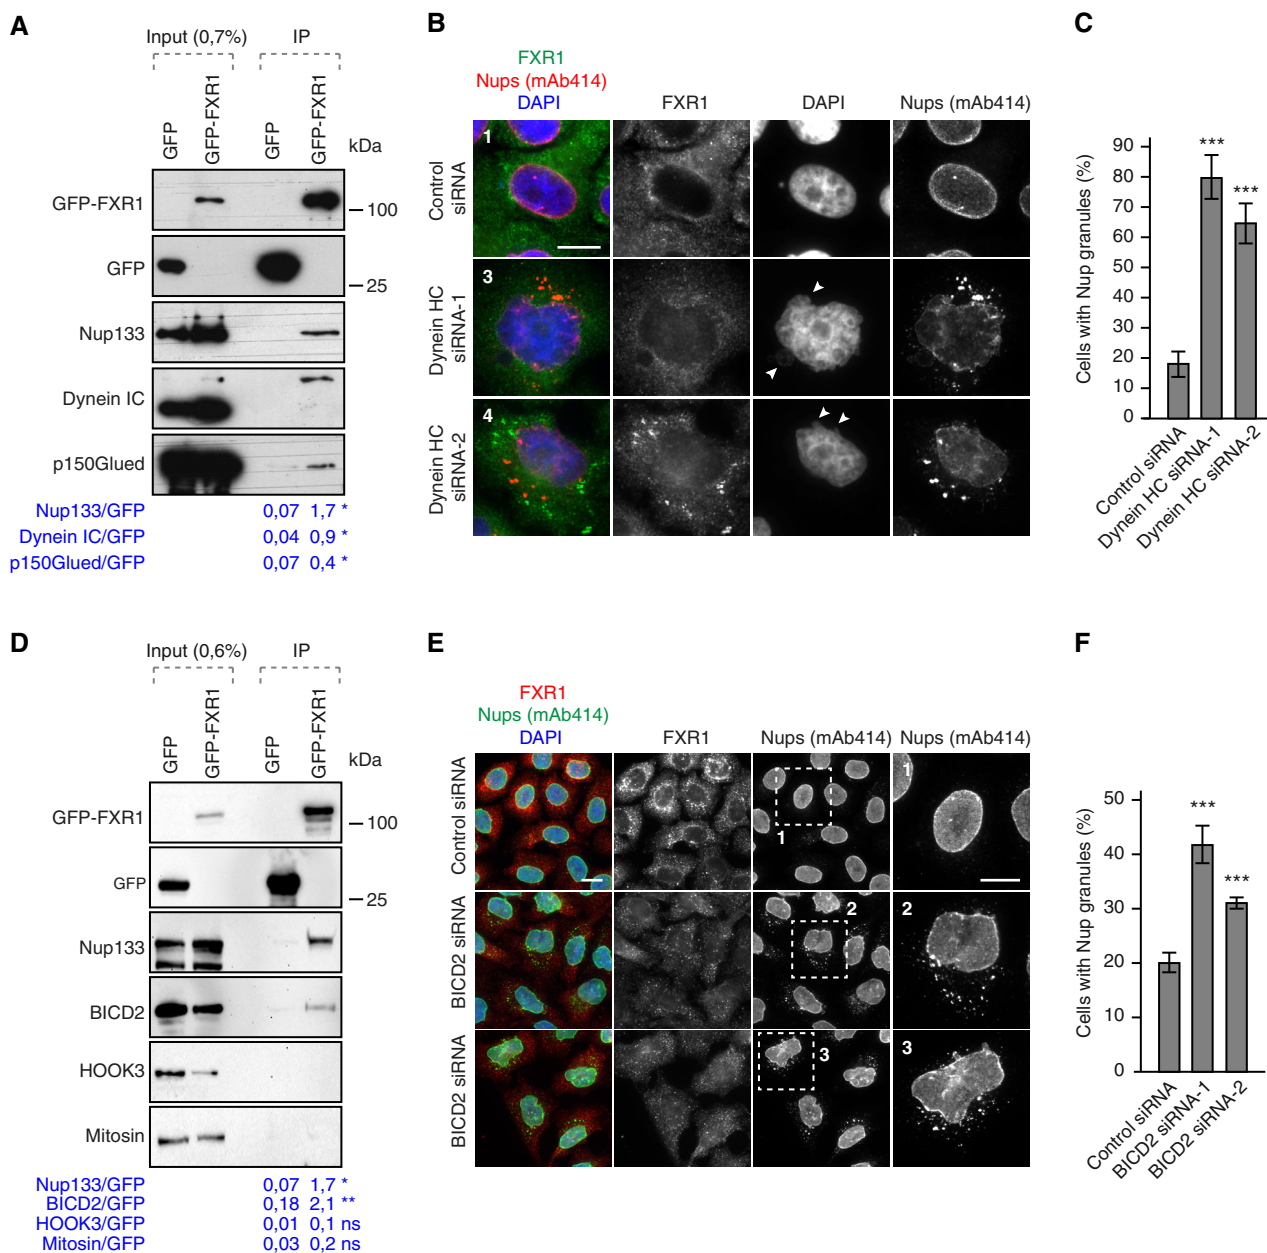 A
Input (0,7%)
IP
GFP
GFP-FXR1
GFP
GFP-FXR1
kDa
GFP-FXR1
100
GFP
25
Nup133
Dynein IC
p150Glued
Nup133/GFP 0,07 1,7 *
Dynein IC/GFP 0,04 0,9 *
p150Glued/GFP 0,07 0,4 *
B
FXR1
Nups (mAb414)
DAPI
FXR1
DAPI
Nups (mAb414)
Control
siRNA
1
Dynein HC
siRNA-1
3
Dynein HC
siRNA-2
4
C
Cells with Nup granules (%)
90
80
70
60
50
40
30
20
10
0
***
***
Control siRNA
Dynein HC siRNA-1
Dynein HC siRNA-2
D
Input (0,6%)
IP
GFP
GFP-FXR1
GFP
GFP-FXR1
kDa
GFP-FXR1
100
GFP
25
Nup133
BICD2
HOOK3
Mitosin
Nup133/GFP 0,07 1,7 *
BICD2/GFP 0,18 2,1 **
HOOK3/GFP 0,01 0,1 ns
Mitosin/GFP 0,03 0,2 ns
E
FXR1
Nups (mAb414)
DAPI
FXR1
Nups (mAb414)
Nups (mAb414)
Control siRNA
1
1
BICD2 siRNA
2
2
BICD2 siRNA
3
3
F
Cells with Nup granules (%)
50
40
30
20
10
0
***
***
Control siRNA
BICD2 siRNA-1
BICD2 siRNA-2